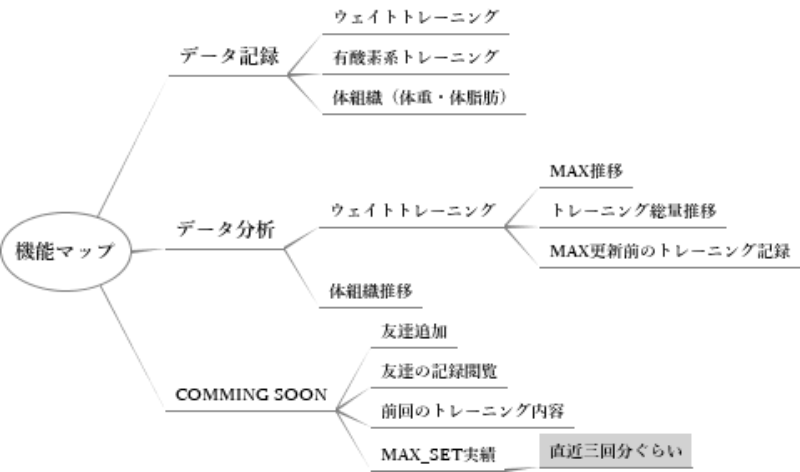 機能マップ
データ記録
ウェイトトレーニング
有酸素系トレーニング
体組織（体重・体脂肪）
データ分析
ウェイトトレーニング
MAX推移
トレーニング総量推移
MAX更新前のトレーニング記録
体組織推移
COMMING SOON
友達追加
友達の記録閲覧
前回のトレーニング内容
MAX_SET実績
直近三回分ぐらい